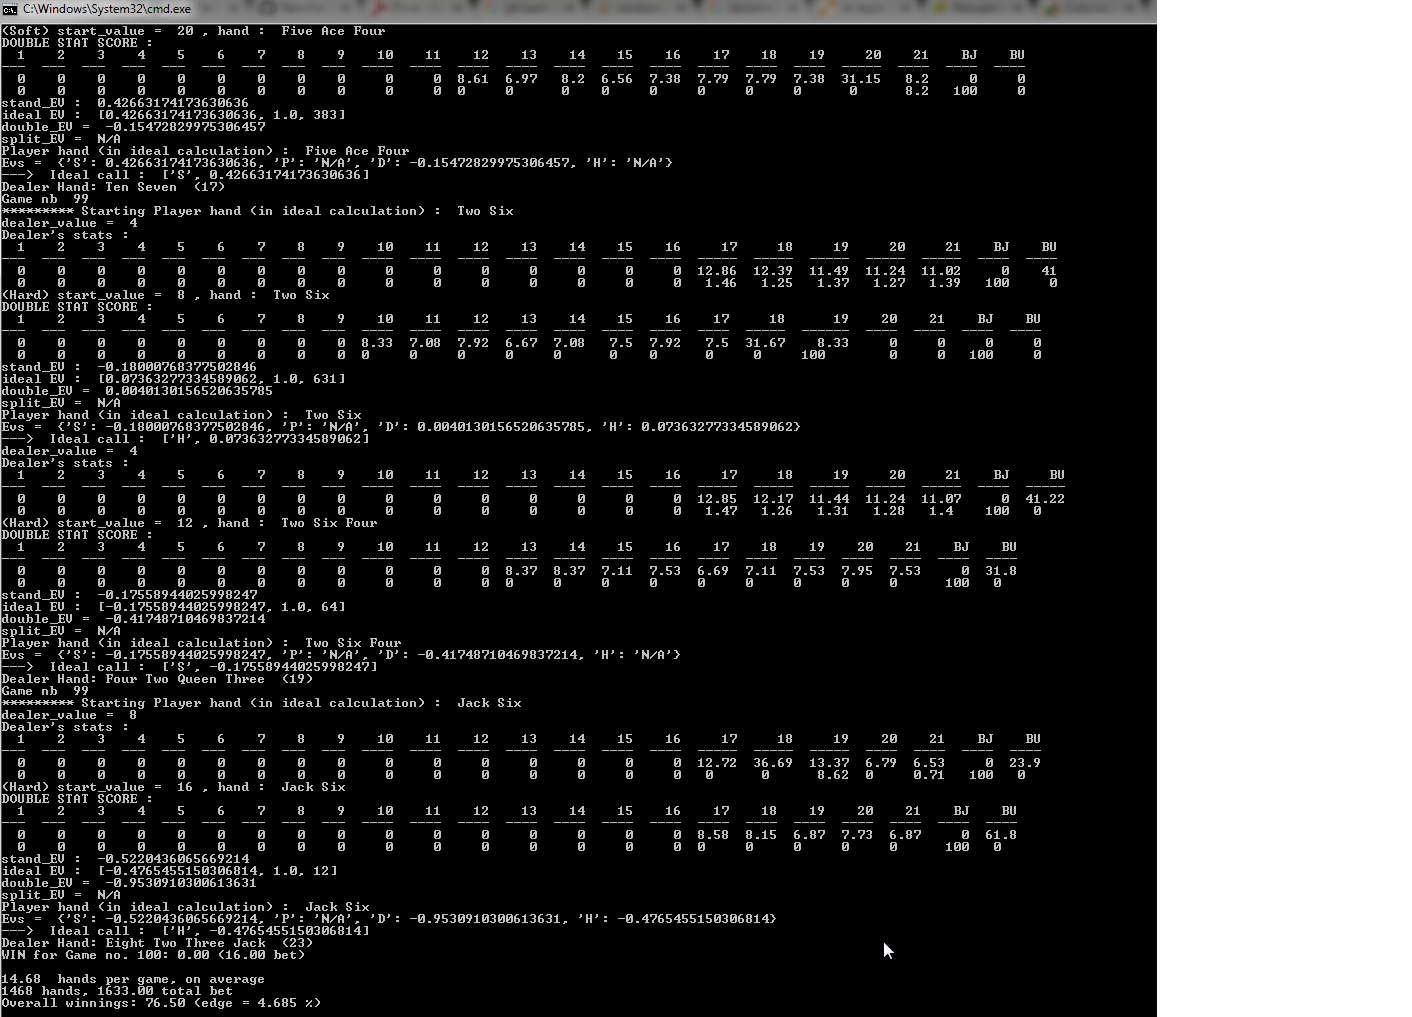 C:\Windows\System32\cmd.exe
(Soft) start_value =  20 , hand :  Five Ace Four
DOUBLE STAT SCORE :
1 2 3 4 5 6 7 8 9 10 11 12 13 14 15 16 17 18 19 20 21 BJ BU
--- --- --- --- --- --- --- --- --- ---- ---- ---- ---- ---- ---- ---- ---- ---- ---- ----- ---- ---- ----
0 0 0 0 0 0 0 0 0 0 0 8.61 6.97 8.2 6.56 7.38 7.79 7.79 7.38 31.15 8.2 0 0
0 0 0 0 0 0 0 0 0 0 0 0 0 0 0 0 0 0 0 0 8.2 100 0
stand_EV :  0.42663174173630636
ideal EV :  [0.42663174173630636, 1.0, 383]
double_EV =  -0.15472829975306457
split_EV =  N/A
Player hand (in ideal calculation) :  Five Ace Four
Evs =  {'S': 0.42663174173630636, 'P': 'N/A', 'D': -0.15472829975306457, 'H': 'N/A'}
--->  Ideal call :  ['S', 0.42663174173630636]
Dealer Hand: Ten Seven  (17)
Game nb  99
********* Starting Player hand (in ideal calculation) :  Two Six
dealer_value =  4
Dealer's stats :
1 2 3 4 5 6 7 8 9 10 11 12 13 14 15 16 17 18 19 20 21 BJ BU
--- --- --- --- --- --- --- --- --- ---- ---- ---- ---- ---- ---- ---- ----- ----- ----- ----- ----- ---- ----
0 0 0 0 0 0 0 0 0 0 0 0 0 0 0 0 12.86 12.39 11.49 11.24 11.02 0 41
0 0 0 0 0 0 0 0 0 0 0 0 0 0 0 0 1.46 1.25 1.37 1.27 1.39 100 0
(Hard) start_value =  8 , hand :  Two Six
DOUBLE STAT SCORE :
1 2 3 4 5 6 7 8 9 10 11 12 13 14 15 16 17 18 19 20 21 BJ BU
--- --- --- --- --- --- --- --- --- ---- ---- ---- ---- ---- ---- ---- ---- ----- ------ ---- ---- ---- ----
0 0 0 0 0 0 0 0 0 8.33 7.08 7.92 6.67 7.08 7.5 7.92 7.5 31.67 8.33 0 0 0 0
0 0 0 0 0 0 0 0 0 0 0 0 0 0 0 0 0 0 100 0 0 100 0
stand_EV :  -0.18000768377502846
ideal EV :  [0.07363277334589062, 1.0, 631]
double_EV =  0.0040130156520635785
split_EV =  N/A
Player hand (in ideal calculation) :  Two Six
Evs =  {'S': -0.18000768377502846, 'P': 'N/A', 'D': 0.0040130156520635785, 'H': 0.07363277334589062}
--->  Ideal call :  ['H', 0.07363277334589062]
dealer_value =  4
Dealer's stats :
1 2 3 4 5 6 7 8 9 10 11 12 13 14 15 16 17 18 19 20 21 BJ BU
--- --- --- --- --- --- --- --- --- ---- ---- ---- ---- ---- ---- ---- ----- ----- ----- ----- ----- ---- -----
0 0 0 0 0 0 0 0 0 0 0 0 0 0 0 0 12.85 12.17 11.44 11.24 11.07 0 41.22
0 0 0 0 0 0 0 0 0 0 0 0 0 0 0 0 1.47 1.26 1.31 1.28 1.4 100 0
(Hard) start_value =  12 , hand :  Two Six Four
DOUBLE STAT SCORE :
1 2 3 4 5 6 7 8 9 10 11 12 13 14 15 16 17 18 19 20 21 BJ BU
--- --- --- --- --- --- --- --- --- ---- ---- ---- ---- ---- ---- ---- ---- ---- ---- ---- ---- ---- ----
0 0 0 0 0 0 0 0 0 0 0 0 8.37 8.37 7.11 7.53 6.69 7.11 7.53 7.95 7.53 0 31.8
0 0 0 0 0 0 0 0 0 0 0 0 0 0 0 0 0 0 0 0 0 100 0
stand_EV :  -0.17558944025998247
ideal EV :  [-0.17558944025998247, 1.0, 64]
double_EV =  -0.41748710469837214
split_EV =  N/A
Player hand (in ideal calculation) :  Two Six Four
Evs =  {'S': -0.17558944025998247, 'P': 'N/A', 'D': -0.41748710469837214, 'H': 'N/A'}
--->  Ideal call :  ['S', -0.17558944025998247]
Dealer Hand: Four Two Queen Three  (19)
Game nb  99
********* Starting Player hand (in ideal calculation) :  Jack Six
dealer_value =  8
Dealer's stats :
1 2 3 4 5 6 7 8 9 10 11 12 13 14 15 16 17 18 19 20 21 BJ BU
--- --- --- --- --- --- --- --- --- ---- ---- ---- ---- ---- ---- ---- ----- ----- ----- ---- ---- ---- ----
0 0 0 0 0 0 0 0 0 0 0 0 0 0 0 0 12.72 36.69 13.37 6.79 6.53 0 23.9
0 0 0 0 0 0 0 0 0 0 0 0 0 0 0 0 0 0 8.62 0 0.71 100 0
(Hard) start_value =  16 , hand :  Jack Six
DOUBLE STAT SCORE :
1 2 3 4 5 6 7 8 9 10 11 12 13 14 15 16 17 18 19 20 21 BJ BU
--- --- --- --- --- --- --- --- --- ---- ---- ---- ---- ---- ---- ---- ---- ---- ---- ---- ---- ---- ----
0 0 0 0 0 0 0 0 0 0 0 0 0 0 0 0 8.58 8.15 6.87 7.73 6.87 0 61.8
0 0 0 0 0 0 0 0 0 0 0 0 0 0 0 0 0 0 0 0 0 100 0
stand_EV :  -0.5220436065669214
ideal EV :  [-0.4765455150306814, 1.0, 12]
double_EV =  -0.9530910300613631
split_EV =  N/A
Player hand (in ideal calculation) :  Jack Six
Evs =  {'S': -0.5220436065669214, 'P': 'N/A', 'D': -0.9530910300613631, 'H': -0.4765455150306814}
--->  Ideal call :  ['H', -0.4765455150306814]
Dealer Hand: Eight Two Three Jack  (23)
WIN for Game no. 100: 0.00 (16.00 bet)
14.68  hands per game, on average
1468 hands, 1633.00 total bet
Overall winnings: 76.50 (edge = 4.685 %)